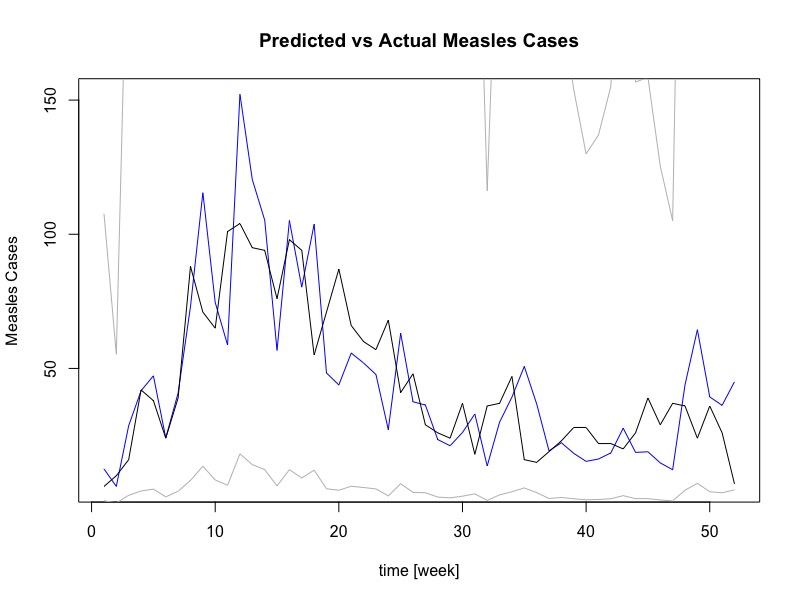 Predicted vs Actual Measles Cases
Measles Cases
150
100
50
0 10 20 30 40 50
time [week]